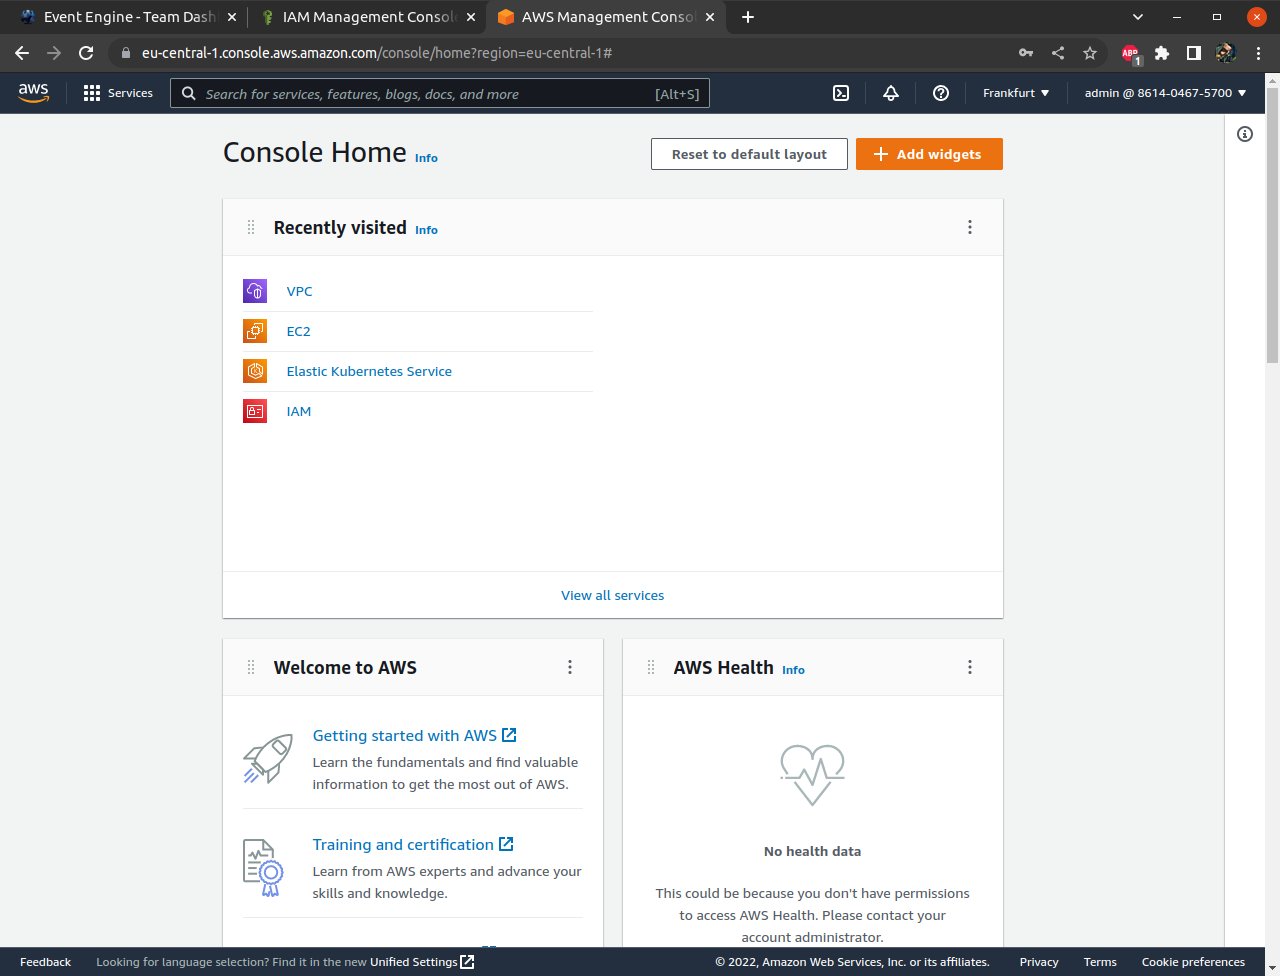 Event Engine - Team Dash
IAM Management Console
AWS Management Conso
eu-central-1.console.aws.amazon.com/console/home?region=eu-central-1#
ABP
1
aws
Services
Search for services, features, blogs, docs, and more
[Alt+S]
Frankfurt
admin @ 8614-0467-5700
Console Home
Info
Reset to default layout
Add widgets
Recently visited
Info
VPC
EC2
Elastic Kubernetes Service
IAM
View all services
Welcome to AWS
Getting started with AWS
Learn the fundamentals and find valuable
information to get the most out of AWS.
Training and certification
Learn from AWS experts and advance your
skills and knowledge.
AWS Health
Info
No health data
This could be because you don't have permissions
to access AWS Health. Please contact your
account administrator.
Feedback
Looking for language selection? Find it in the new Unified Settings
© 2022, Amazon Web Services, Inc. or its affiliates.
Privacy
Terms
Cookie preferences